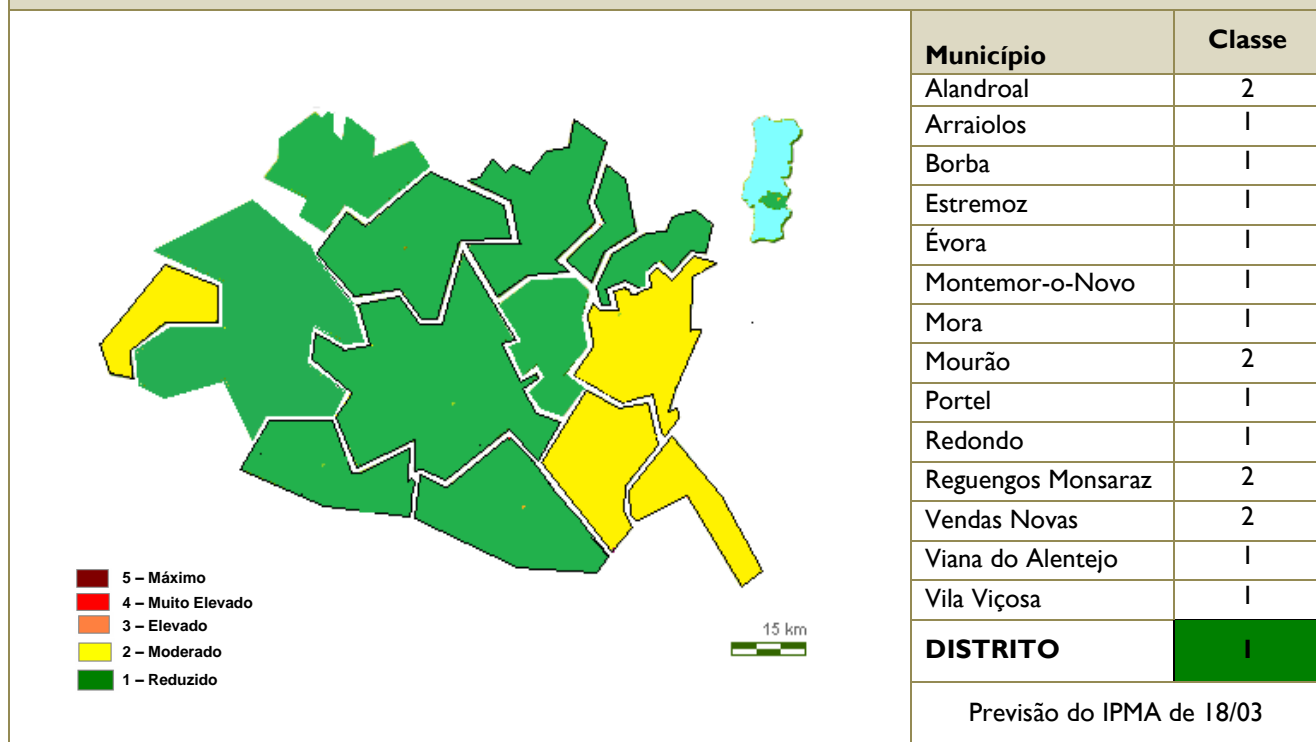 Município Classe
Alandroal 2
Arraiolos 1
Borba 1
Estremoz 1
Évora 1
Montemor-o-Novo 1
Mora 1
Mourão 2
Portel 1
Redondo 1
Reguengos Monsaraz 2
Vendas Novas 2
Viana do Alentejo 1
Vila Viçosa 1
DISTRITO 1
Previsão do IPMA de 18/03
5 – Máximo
4 – Muito Elevado
3 – Elevado
2 – Moderado
1 – Reduzido
15 km